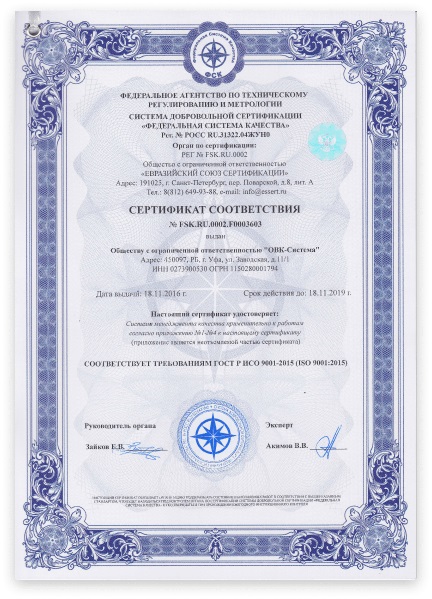 ФСК
ФЕДЕРАЛЬНОЕ АГЕНТСТВО ПО ТЕХНИЧЕСКОМУ
РЕГУЛИРОВАНИЮ И МЕТРОЛОГИИ
СИСТЕМА ДОБРОВОЛЬНОЙ СЕРТИФИКАЦИИ
«ФЕДЕРАЛЬНАЯ СИСТЕМА КАЧЕСТВА»
Рег. № РОСС RU.31322.04ЖУН0
Орган по сертификации:
РЕГ № FSK.RU.0002
Общество с ограниченной ответственностью
«ЕВРАЗИЙСКИЙ СОЮЗ СЕРТИФИКАЦИИ»
Адрес: 191025, г. Санкт-Петербург, пер. Поварской, д.8, лит. А
Тел.: 8(812) 649-93-88, e-mail: info@essert.ru
СЕРТИФИКАТ СООТВЕТСТВИЯ
№ FSK.RU.0002.F0003603
выдан
Обществу с ограниченной ответственностью "ОВК-Система"
Адрес: 450097, РБ, г. Уфа, ул. Заводская, д.11/1
ИНН 0273900530 ОГРН 1150280001794
Дата выдачи: 18.11.2016 г. Срок действия до: 18.11.2019 г.
Настоящий сертификат удостоверяет:
Система менеджмента качества применительно к работам
согласно приложению №1-№4 к настоящему сертификату
(приложение является неотъемлемой частью сертификата)
СООТВЕТСТВУЕТ ТРЕБОВАНИЯМ ГОСТ Р ИСО 9001-2015 (ISO 9001:2015)
Руководитель органа Эксперт
Зайков Е.В. Акимов В.В.